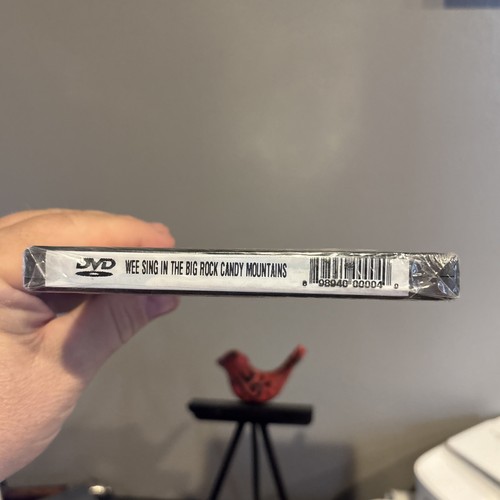 DVD WEE SING IN THE BIG ROCK CANDY MOUNTAINS
8 98940 00004 0